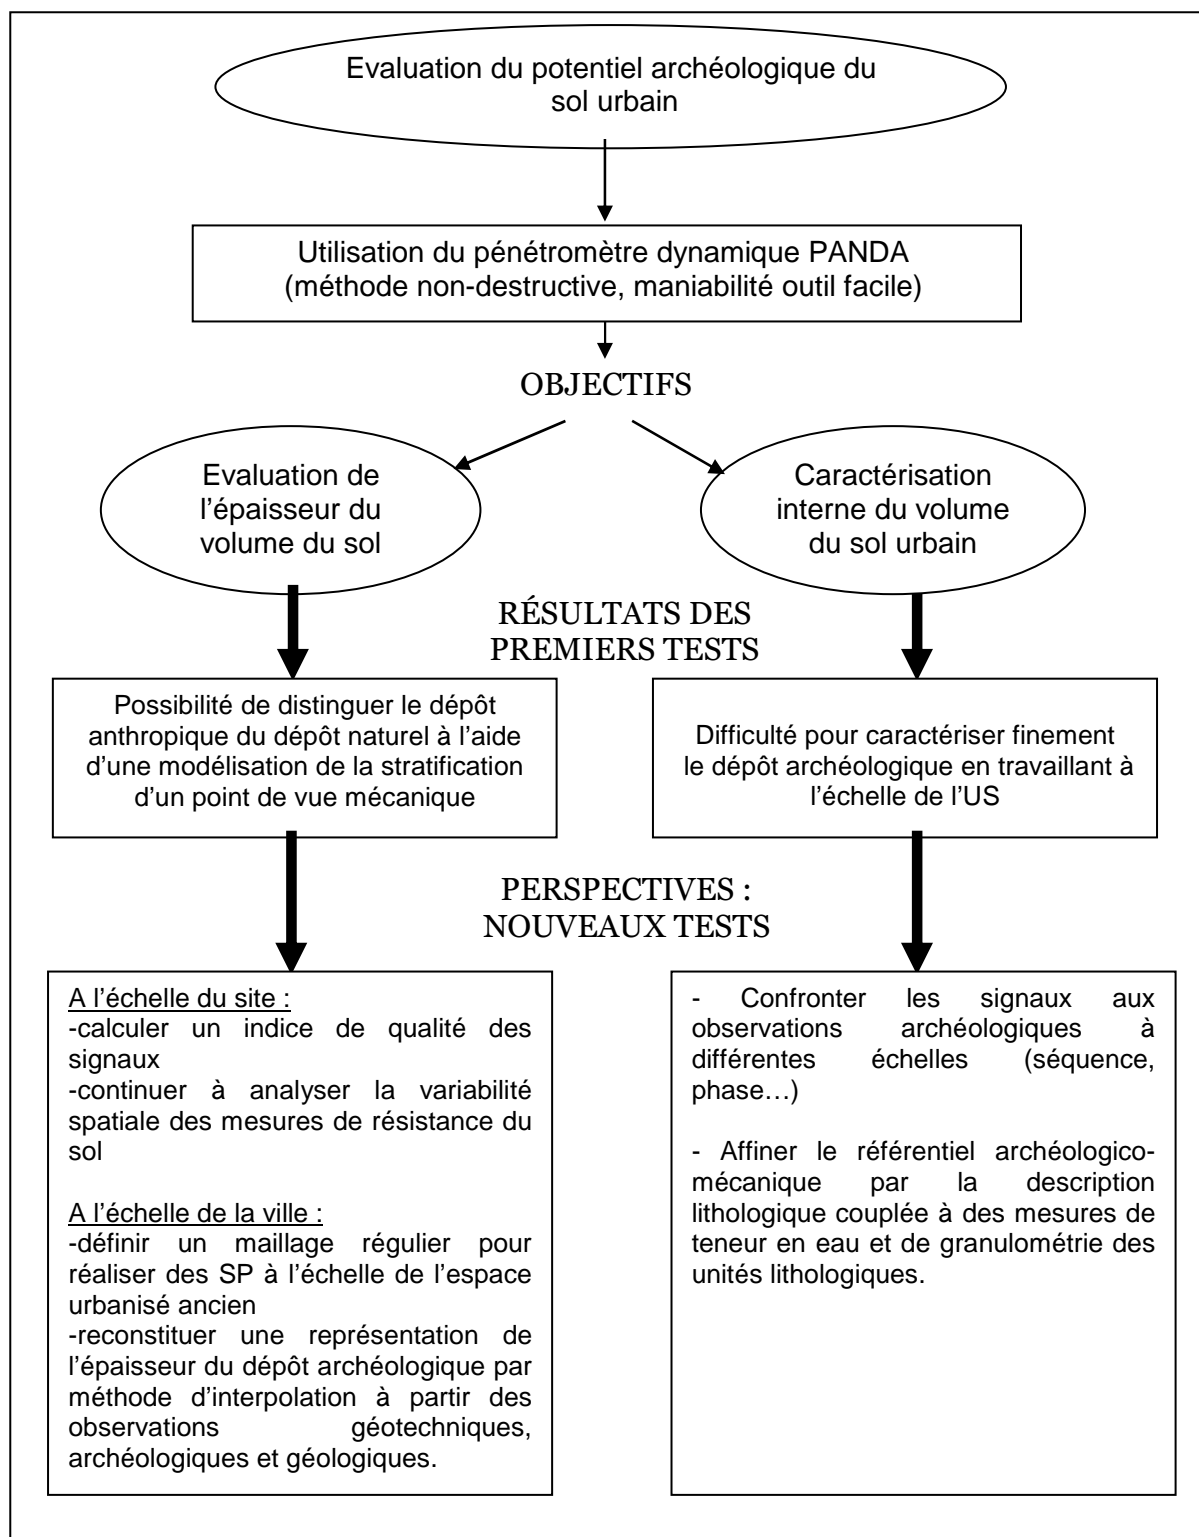 Evaluation du potentiel archéologique du
sol urbain
Utilisation du pénétromètre dynamique PANDA
(méthode non-destructive, maniabilité outil facile)
OBJECTIFS
Evaluation de
l’épaisseur du
volume du sol
Caractérisation
interne du volume
du sol urbain
RÉSULTATS DES
PREMIERS TESTS
Possibilité de distinguer le dépôt
anthropique du dépôt naturel à l’aide
d’une modélisation de la stratification
d’un point de vue mécanique
Difficulté pour caractériser finement
le dépôt archéologique en travaillant à
l’échelle de l’US
PERSPECTIVES :
NOUVEAUX TESTS
A l’échelle du site :
-calculer un indice de qualité des
signaux
-continuer à analyser la variabilité
spatiale des mesures de résistance du
sol
A l’échelle de la ville :
-définir un maillage régulier pour
réaliser des SP à l’échelle de l’espace
urbanisé ancien
-reconstituer une représentation de
l’épaisseur du dépôt archéologique par
méthode d’interpolation à partir des
observations géotechniques,
archéologiques et géologiques.
- Confronter les signaux aux
observations archéologiques à
différentes échelles (séquence,
phase…)
- Affiner le référentiel archéologico-
mécanique par la description
lithologique couplée à des mesures de
teneur en eau et de granulométrie des
unités lithologiques.